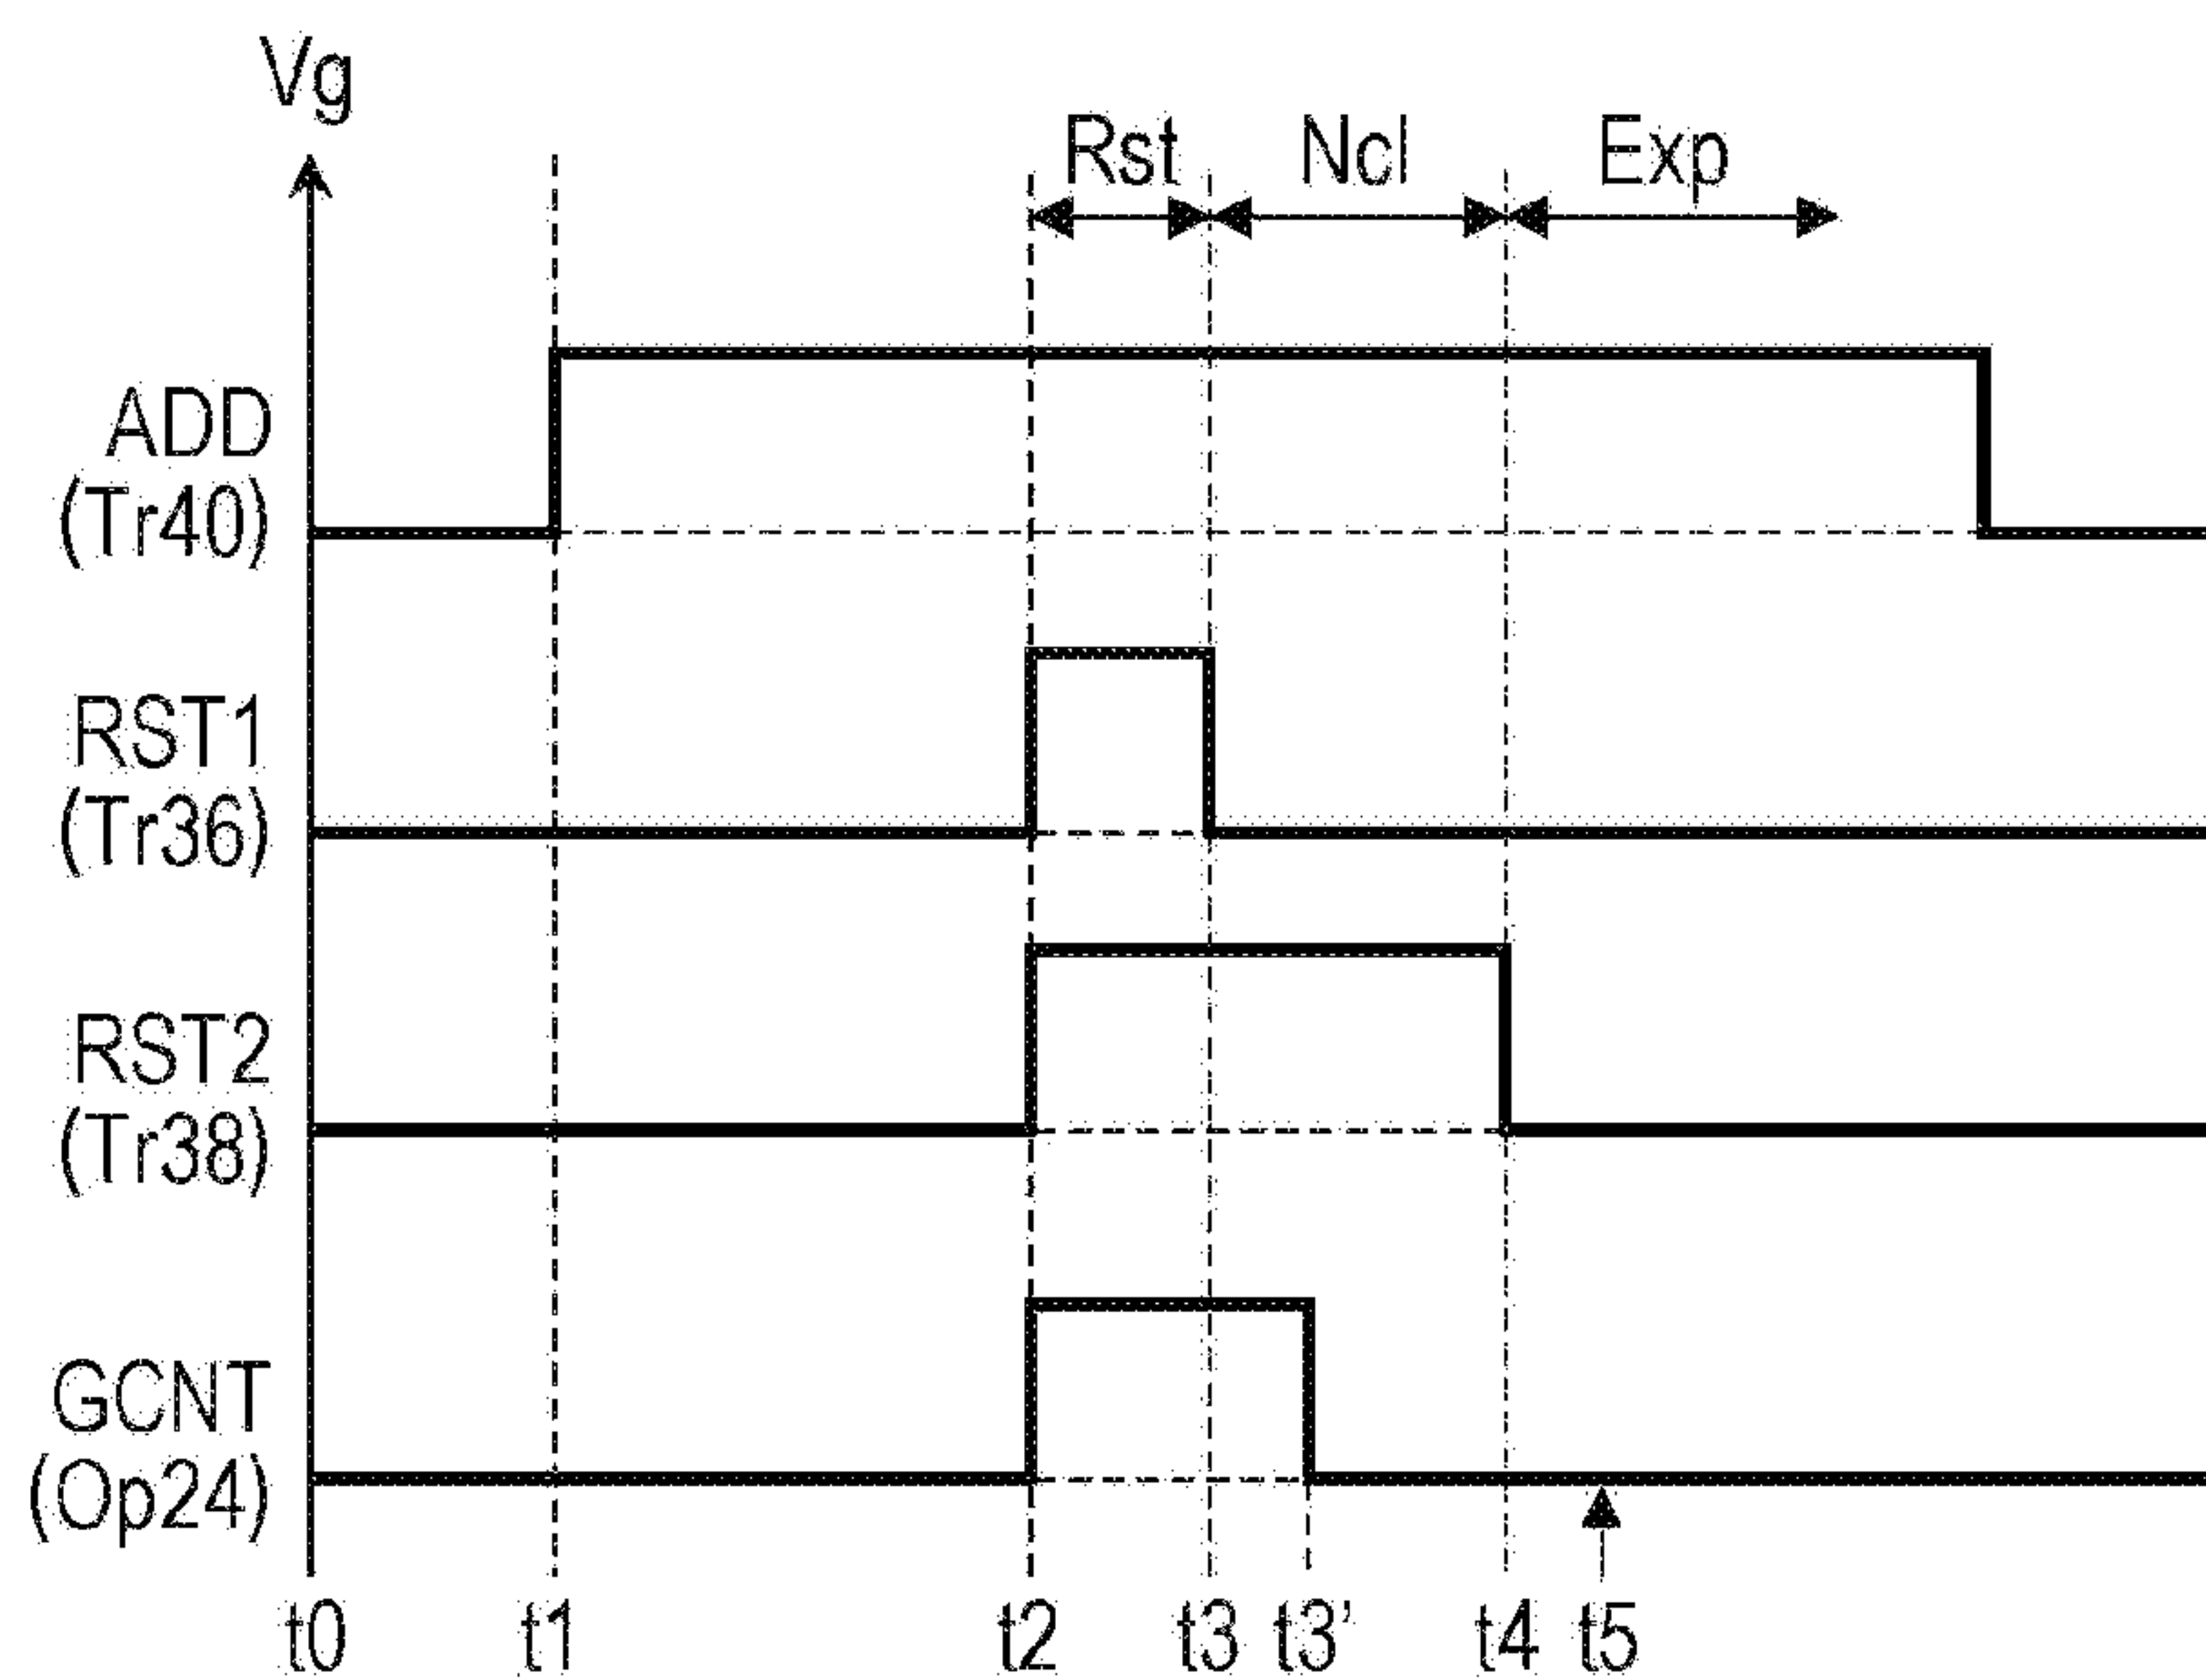 Vg
Rst Ncl Exp
ADD
(Tr40)
RST1
(Tr36)
RST2
(Tr38)
GCNT
(Op24)
t0 t1 t2 t3 t3' t4 t5